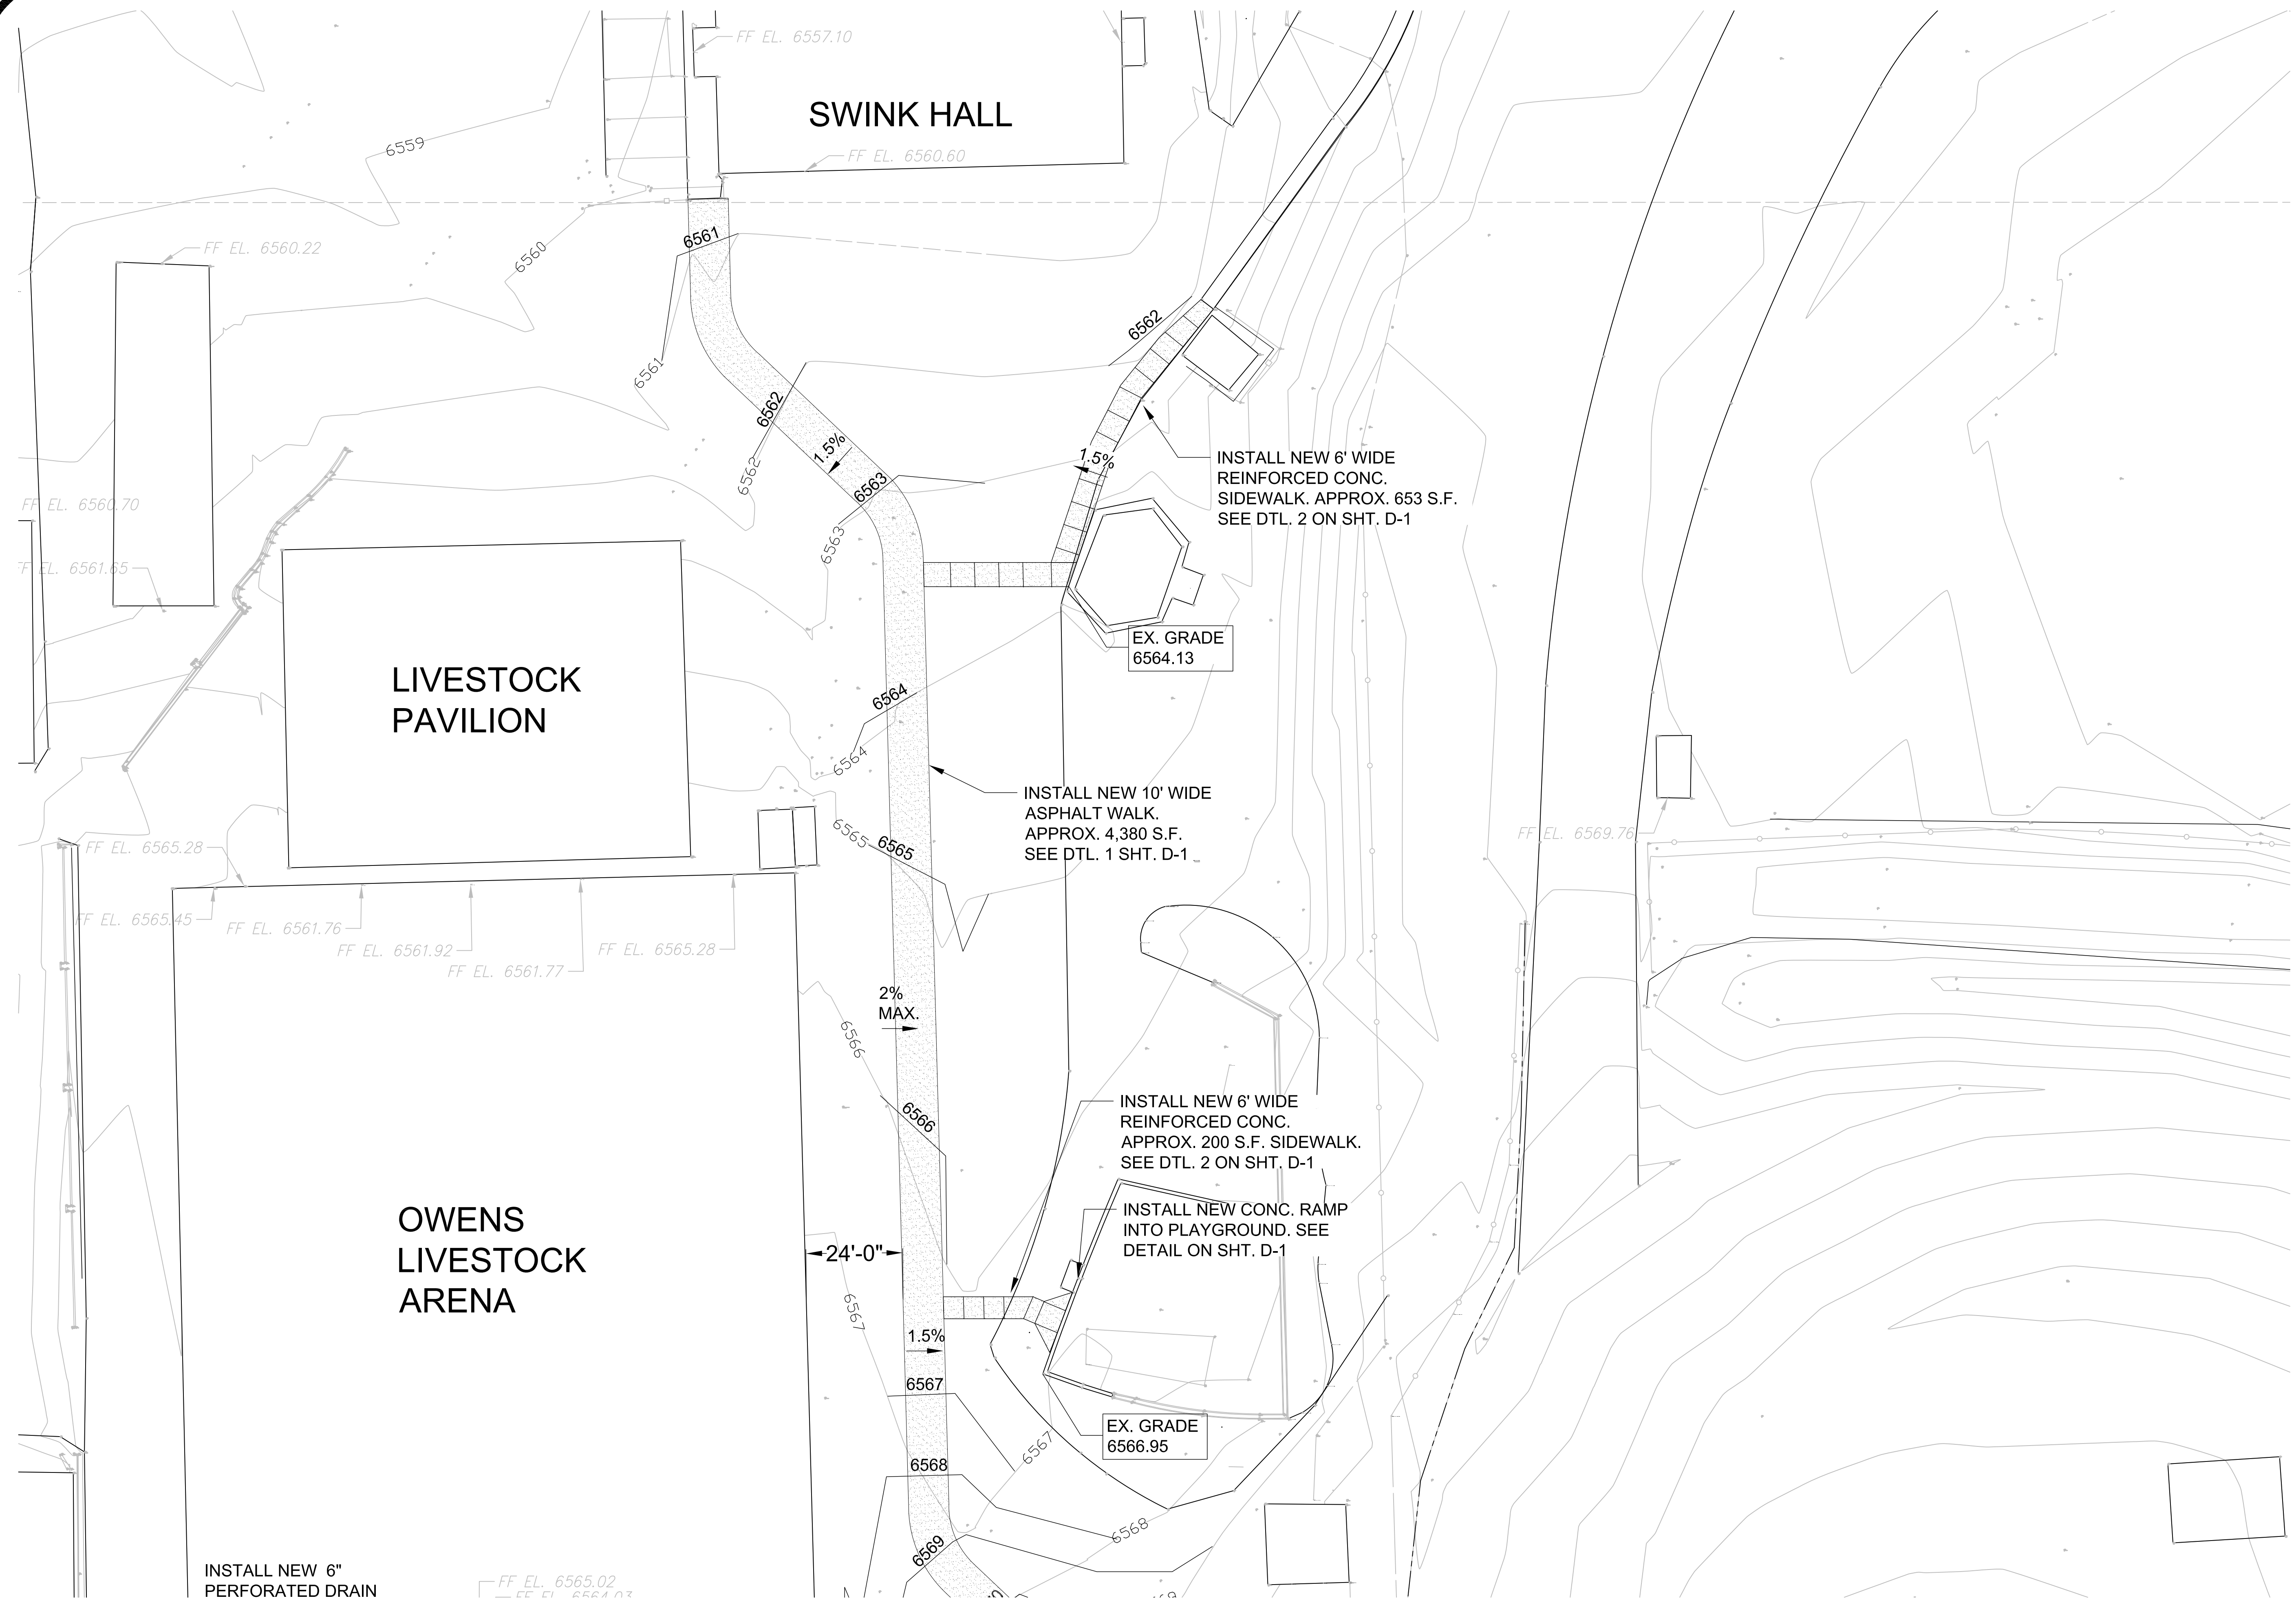 FF EL. 6557.10
SWINK HALL
6559
FF EL. 6560.60
6561
FF EL. 6560.22
6560
6562
6561
6562
1.5%
1.5%
INSTALL NEW 6' WIDE
REINFORCED CONC.
SIDEWALK. APPROX. 653 S.F.
SEE DTL. 2 ON SHT. D-1
6562
6563
FF EL. 6560.70
6563
FF EL. 6561.65
EX. GRADE
6564.13
LIVESTOCK
PAVILION
6564
6564
INSTALL NEW 10' WIDE
ASPHALT WALK.
APPROX. 4,380 S.F.
SEE DTL. 1 SHT. D-1
6565
6565
FF EL. 6569.76
FF EL. 6565.28
FF EL. 6565.45
FF EL. 6561.76
FF EL. 6561.92
FF EL. 6561.77
FF EL. 6565.28
2%
MAX.
6566
6566
INSTALL NEW 6' WIDE
REINFORCED CONC.
APPROX. 200 S.F. SIDEWALK.
SEE DTL. 2 ON SHT. D-1
OWENS
LIVESTOCK
ARENA
INSTALL NEW CONC. RAMP
INTO PLAYGROUND. SEE
DETAIL ON SHT. D-1
24'-0"
6567
1.5%
6567
EX. GRADE
6566.95
6567
6568
6568
6569
INSTALL NEW 6"
PERFORATED DRAIN
FF EL. 6565.02
FF EL. 6564.03